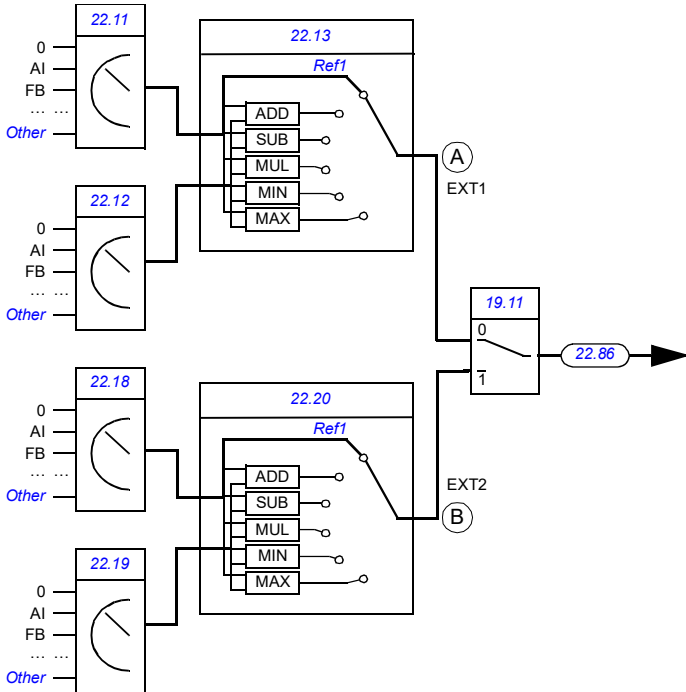 22.11
0
AI
FB
... ...
Other
22.12
0
AI
FB
... ...
Other
22.13
Ref1
ADD
SUB
MUL
MIN
MAX
A
EXT1
19.11
0
1
22.86
22.18
0
AI
FB
... ...
Other
22.19
0
AI
FB
... ...
Other
22.20
Ref1
ADD
SUB
MUL
MIN
MAX
EXT2
B